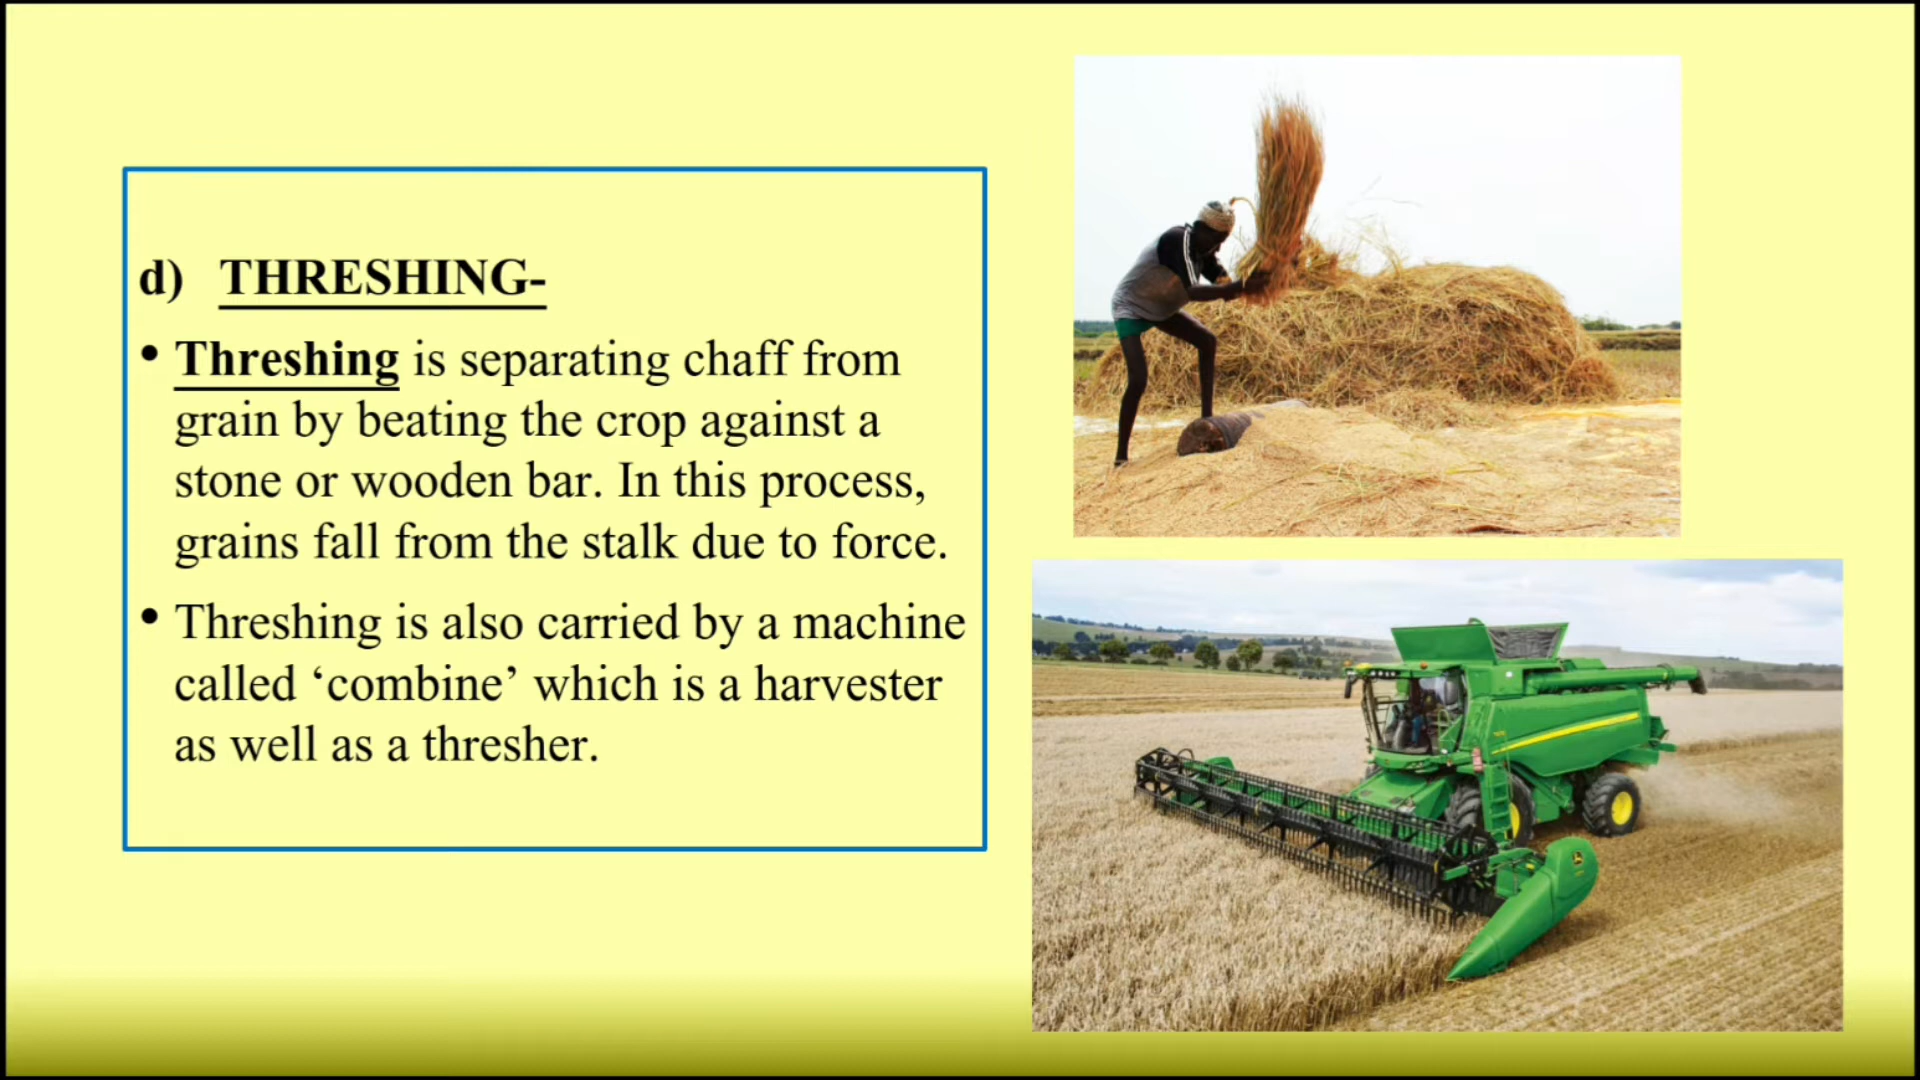 d) THRESHING-
• Threshing is separating chaff from
grain by beating the crop against a
stone or wooden bar. In this process,
grains fall from the stalk due to force.
• Threshing is also carried by a machine
called ‘combine’ which is a harvester
as well as a thresher.